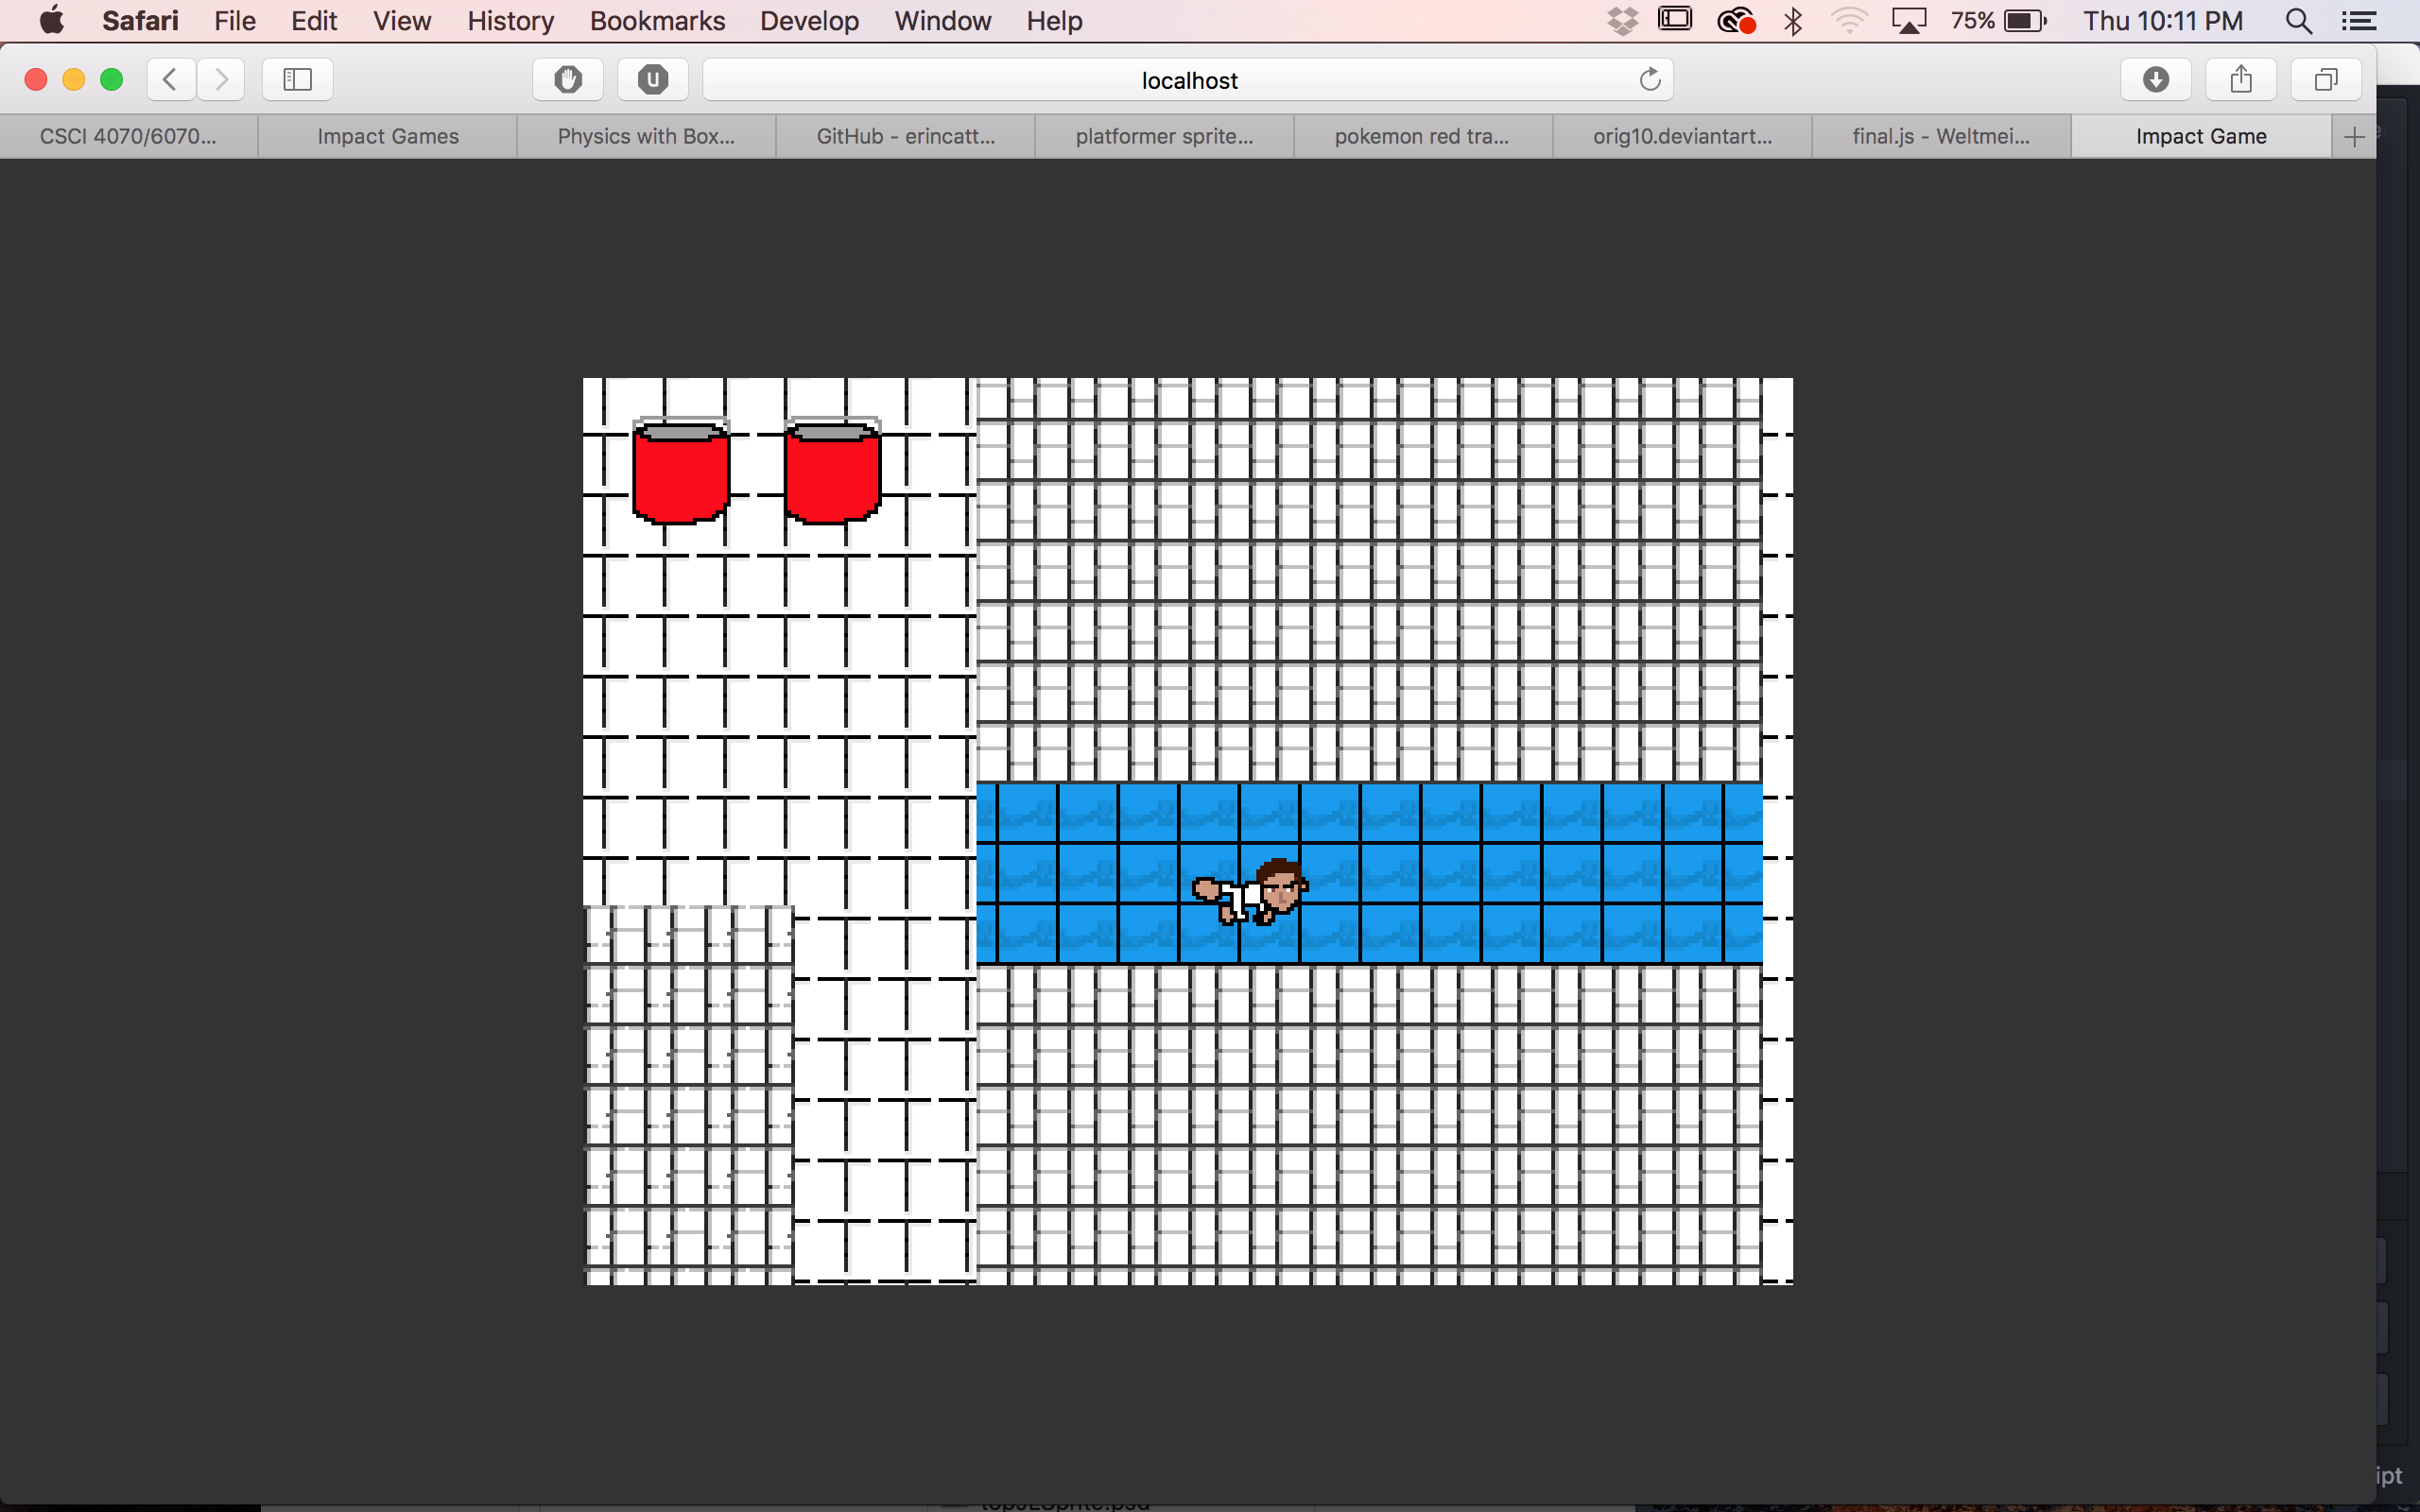 Safari File Edit View History Bookmarks Develop Window Help 75% Thu 10:11 PM
U localhost
CSCI 4070/6070... Impact Games Physics with Box... GitHub - erincatt... platformer sprite... pokemon red tra... orig10.deviantart... final.js - Weltmei... Impact Game
ipt